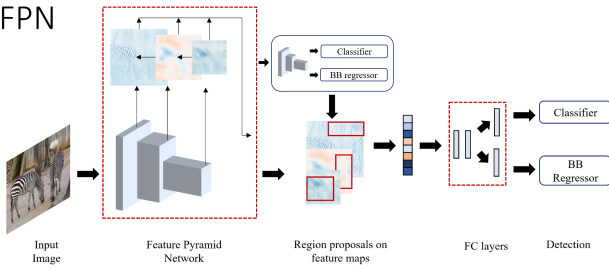 FPN
Classifier
BB regressor
Classifier
BB
Regressor
Input
Image
Feature Pyramid
Network
Region proposals on
feature maps
FC layers
Detection